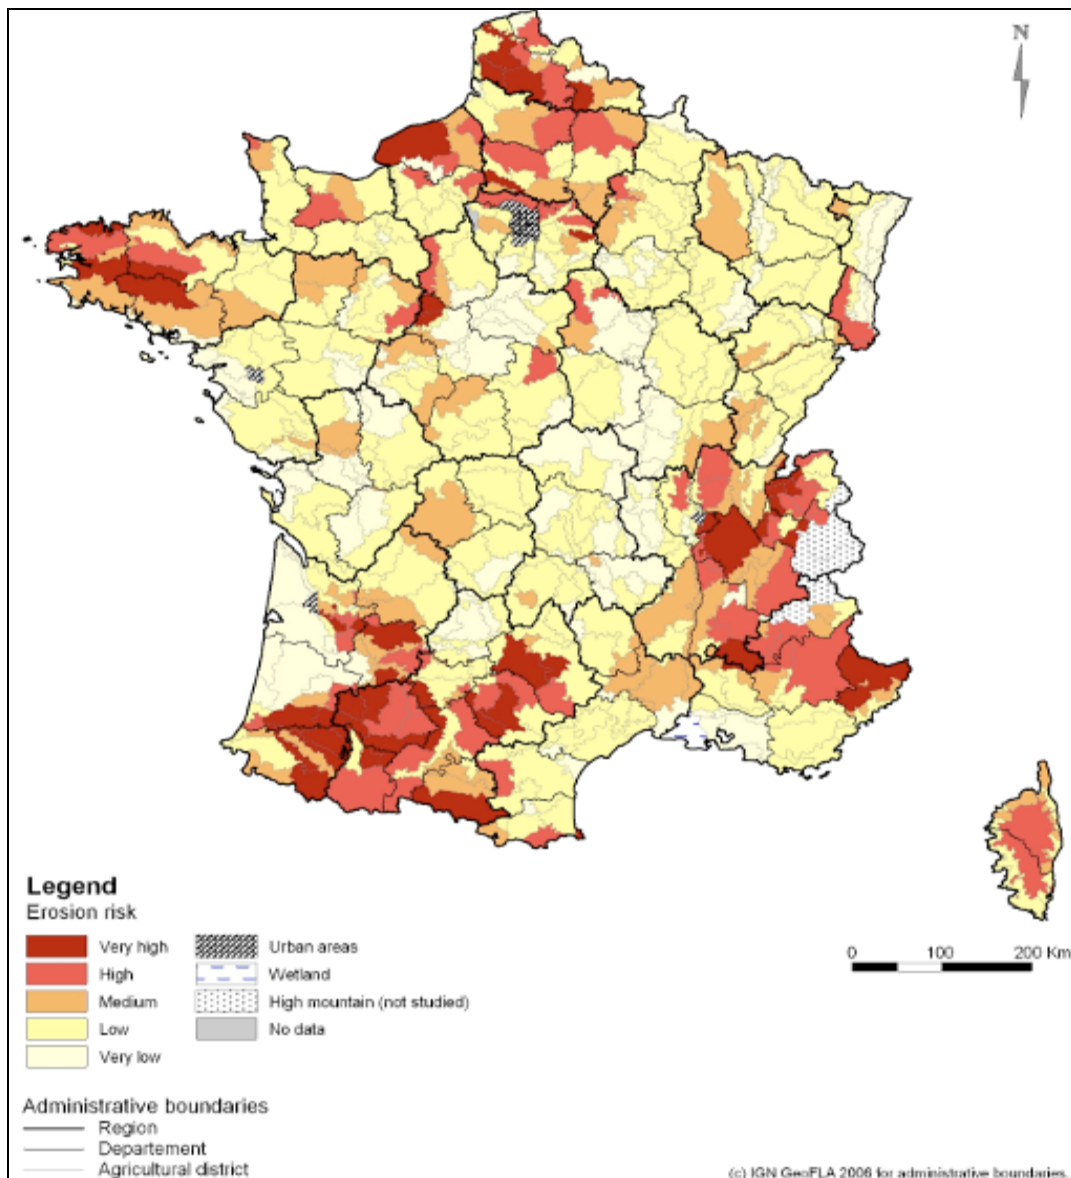 N
Legend
Erosion risk
Very high
High
Medium
Low
Very low
Urban areas
Wetland
High mountain (not studied)
No data
0 100 200 Km
Administrative boundaries
Region
Departement
Agricultural district
(c) IGN GeoFLA 2006 for administrative boundaries.